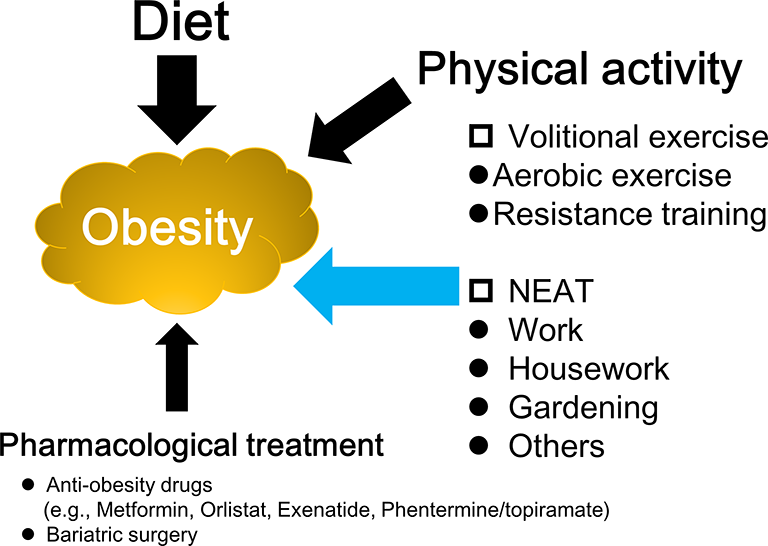 Diet
Physical activity
Volitional exercise
Aerobic exercise
Resistance training
Obesity
NEAT
Work
Housework
Gardening
Others
Pharmacological treatment
Anti-obesity drugs
(e.g., Metformin, Orlistat, Exenatide, Phentermine/topiramate)
Bariatric surgery